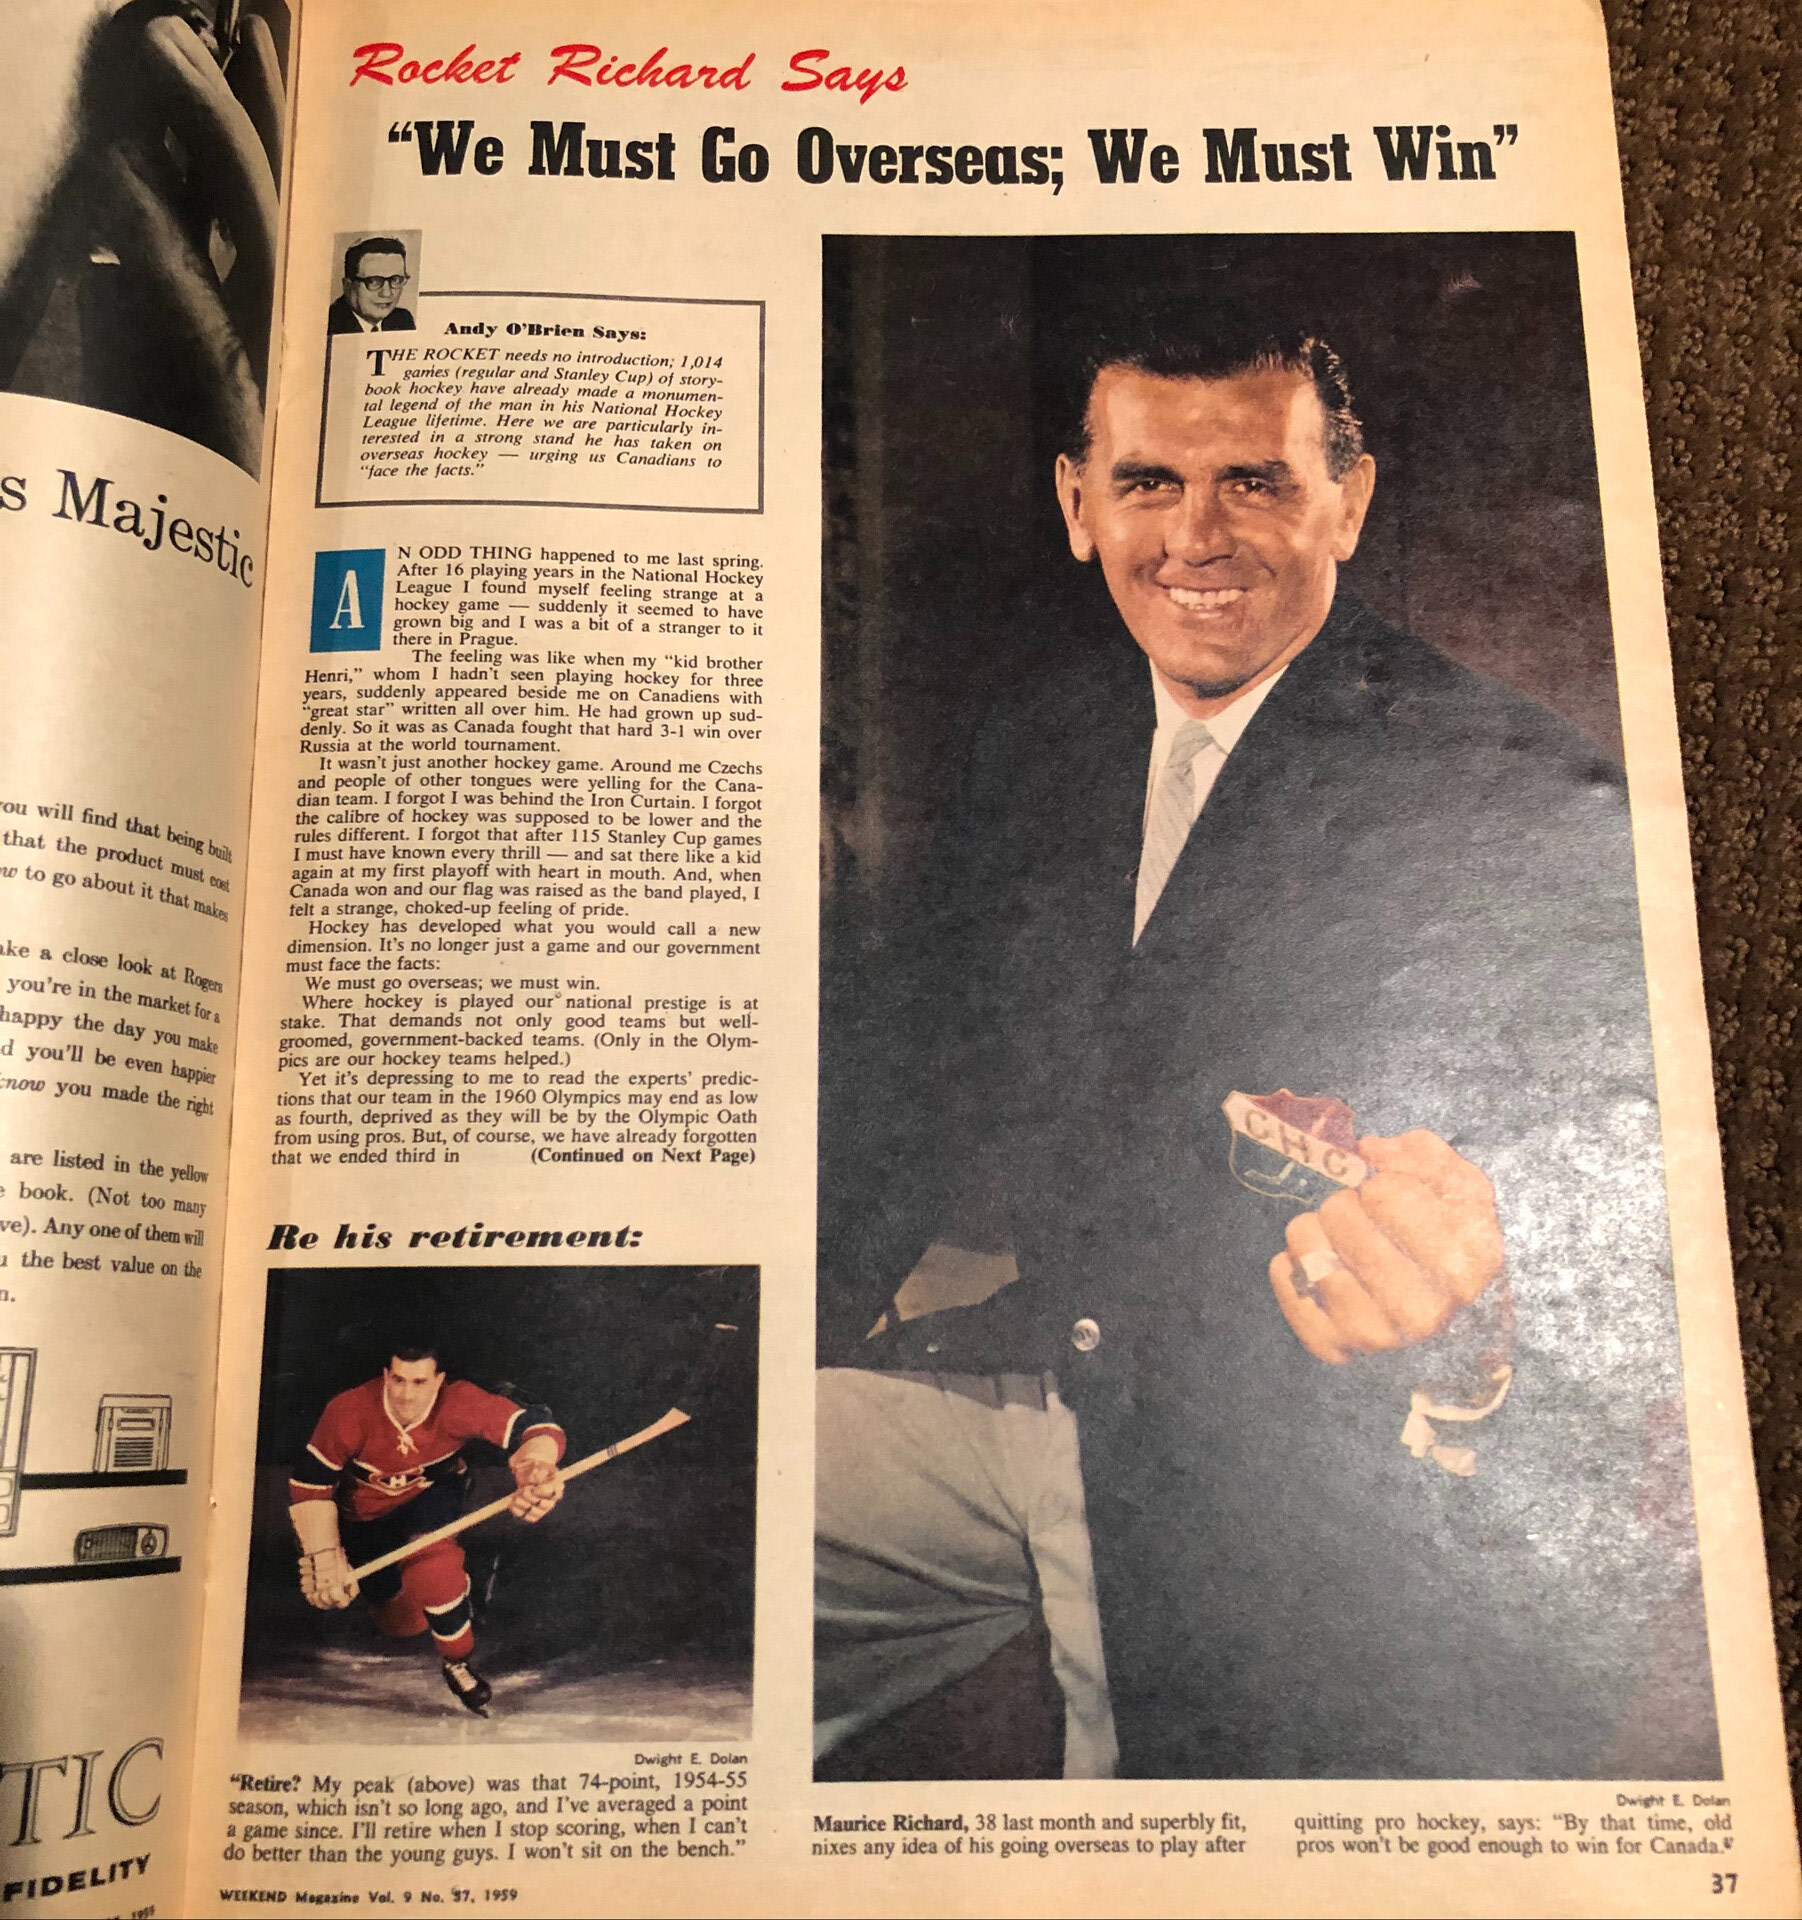 s Majestic
ou will find that being built
that the product must cost
w to go about it that makes
ake a close look at Rogers
you're in the market for a
happy the day you make
d you'll be even happier
know you made the right
are listed in the yellow
e book. (Not too many
ve). Any one of them will
u the best value on the
n.
TIC
FIDELITY
1959
Rocket Richard Says
“We Must Go Overseas; We Must Win”
Andy O'Brien Says:
THE ROCKET needs no introduction; 1,014
games (regular and Stanley Cup) of story-
book hockey have already made a monumen-
tal legend of the man in his National Hockey
League lifetime. Here we are particularly in-
terested in a strong stand he has taken on
overseas hockey — urging us Canadians to
“face the facts.”
AN ODD THING happened to me last spring.
After 16 playing years in the National Hockey
League I found myself feeling strange at a
hockey game — suddenly it seemed to have
grown big and I was a bit of a stranger to it
there in Prague.
The feeling was like when my “kid brother
Henri,” whom I hadn't seen playing hockey for three
years, suddenly appeared beside me on Canadiens with
“great star” written all over him. He had grown up sud-
denly. So it was as Canada fought that hard 3-1 win over
Russia at the world tournament.
It wasn't just another hockey game. Around me Czechs
and people of other tongues were yelling for the Cana-
dian team. I forgot I was behind the Iron Curtain. I forgot
the calibre of hockey was supposed to be lower and the
rules different. I forgot that after 115 Stanley Cup games
I must have known every thrill — and sat there like a kid
again at my first playoff with heart in mouth. And, when
Canada won and our flag was raised as the band played, I
felt a strange, choked-up feeling of pride.
Hockey has developed what you would call a new
dimension. It's no longer just a game and our government
must face the facts:
We must go overseas; we must win.
Where hockey is played our national prestige is at
stake. That demands not only good teams but well-
groomed, government-backed teams. (Only in the Olym-
pics are our hockey teams helped.)
Yet it's depressing to me to read the experts' predic-
tions that our team in the 1960 Olympics may end as low
as fourth, deprived as they will be by the Olympic Oath
from using pros. But, of course, we have already forgotten
that we ended third in (Continued on Next Page)
Re his retirement:
CH
Dwight E. Dolan
“Retire? My peak (above) was that 74-point, 1954-55
season, which isn't so long ago, and I've averaged a point
a game since. I'll retire when I stop scoring, when I can't
do better than the young guys. I won't sit on the bench.”
WEEKEND Magazine Vol. 9 No. 37, 1959
CHC
Dwight E. Dolan
Maurice Richard, 38 last month and superbly fit,
nixes any idea of his going overseas to play after
quitting pro hockey, says: “By that time, old
pros won't be good enough to win for Canada.”
37